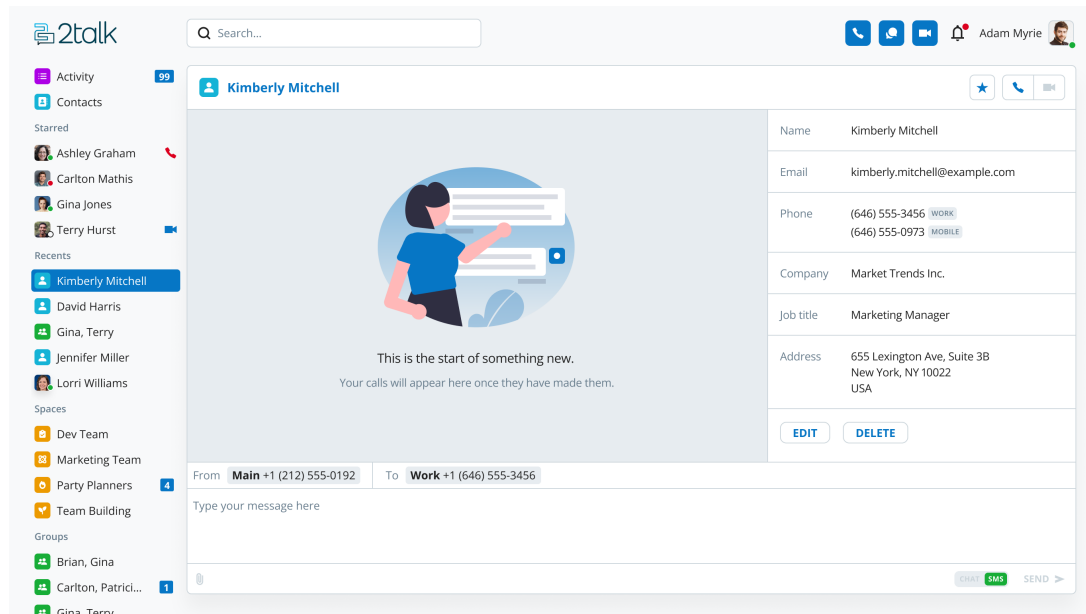 2talk
Search...
Adam Myrie
Activity 99
Contacts
Starred
Ashley Graham
Carlton Mathis
Gina Jones
Terry Hurst
Recents
Kimberly Mitchell
David Harris
Gina, Terry
Jennifer Miller
Lorri Williams
Spaces
Dev Team
Marketing Team
Party Planners 4
Team Building
Groups
Brian, Gina
Carlton, Patrici... 1
Gina, Terry
Kimberly Mitchell
This is the start of something new.
Your calls will appear here once they have made them.
Name Kimberly Mitchell
Email kimberly.mitchell@example.com
Phone (646) 555-3456 WORK
(646) 555-0973 MOBILE
Company Market Trends Inc.
Job title Marketing Manager
Address 655 Lexington Ave, Suite 3B
New York, NY 10022
USA
EDIT DELETE
From Main +1 (212) 555-0192 To Work +1 (646) 555-3456
Type your message here
CHAT SMS SEND